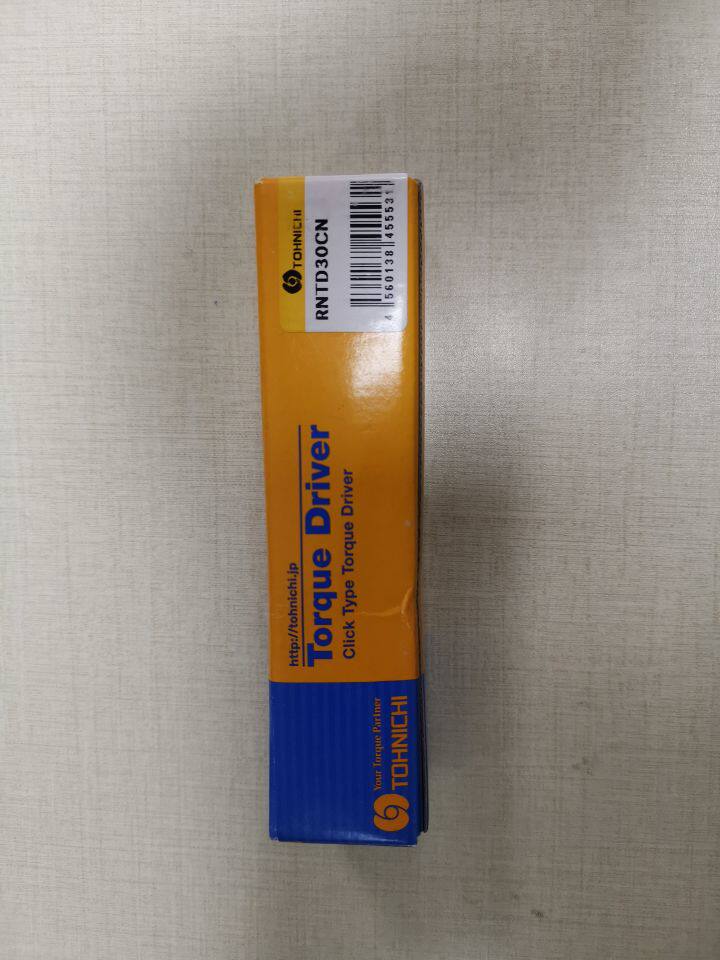 http://tohnichi.jp
Torque Driver
Click Type Torque Driver
Your Torque Partner
TOHNICHI
TOHNICHI
RNTD30CN
4 560138 455531